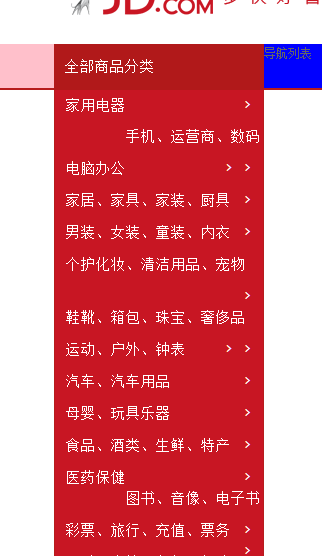 JD.COM
全部商品分类
导航列表
家用电器 >
手机、运营商、数码
电脑办公 > >
家居、家具、家装、厨具 >
男装、女装、童装、内衣 >
个护化妆、清洁用品、宠物
>
鞋靴、箱包、珠宝、奢侈品
运动、户外、钟表 > >
汽车、汽车用品 >
母婴、玩具乐器 >
食品、酒类、生鲜、特产 >
医药保健 >
图书、音像、电子书
彩票、旅行、充值、票务 >
>